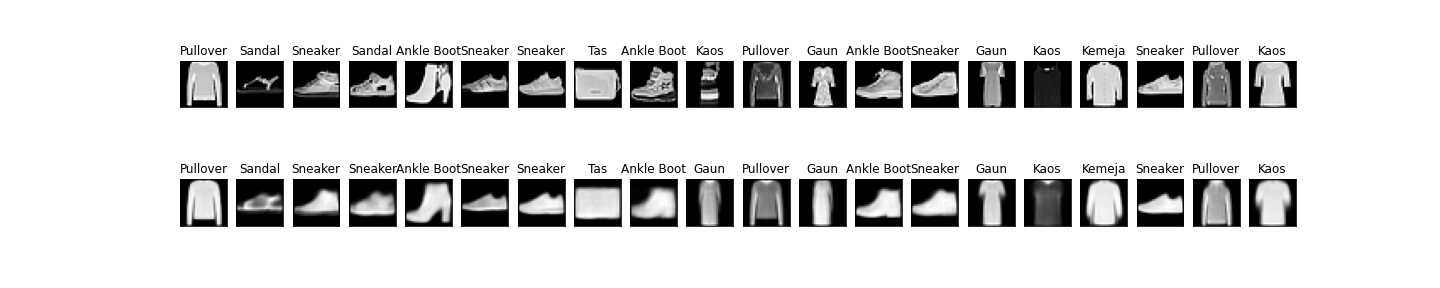 Pullover Sandal Sneaker Sandal Ankle Boot Sneaker Sneaker Tas Ankle Boot Kaos Pullover Gaun Ankle Boot Sneaker Gaun Kaos Kemeja Sneaker Pullover Kaos
Pullover Sandal Sneaker Sneaker Ankle Boot Sneaker Sneaker Tas Ankle Boot Gaun Pullover Gaun Ankle Boot Sneaker Gaun Kaos Kemeja Sneaker Pullover Kaos